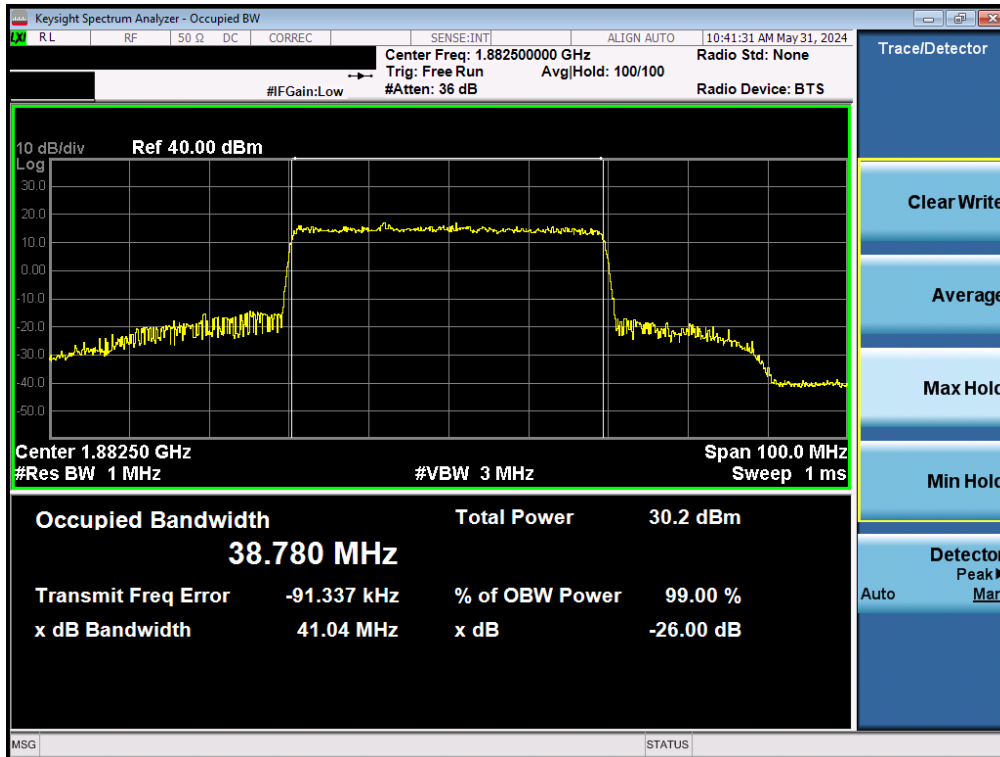 Keysight Spectrum Analyzer - Occupied BW
LXI RL RF 50 Ω DC CORREC SENSE:INT ALIGN AUTO 10:41:31 AM May 31, 2024
Center Freq: 1.882500000 GHz Radio Std: None
Trig: Free Run Avg|Hold: 100/100
#IFGain:Low #Atten: 36 dB Radio Device: BTS
Trace/Detector
10 dB/div Ref 40.00 dBm
Log
30.0
20.0
10.0
0.00
-10.0
-20.0
-30.0
-40.0
-50.0
Center 1.88250 GHz Span 100.0 MHz
#Res BW 1 MHz #VBW 3 MHz Sweep 1 ms
Occupied Bandwidth Total Power 30.2 dBm
38.780 MHz
Transmit Freq Error -91.337 kHz % of OBW Power 99.00 %
x dB Bandwidth 41.04 MHz x dB -26.00 dB
Clear Write
Average
Max Hold
Min Hold
Detector
Peak
Auto Man
MSG STATUS